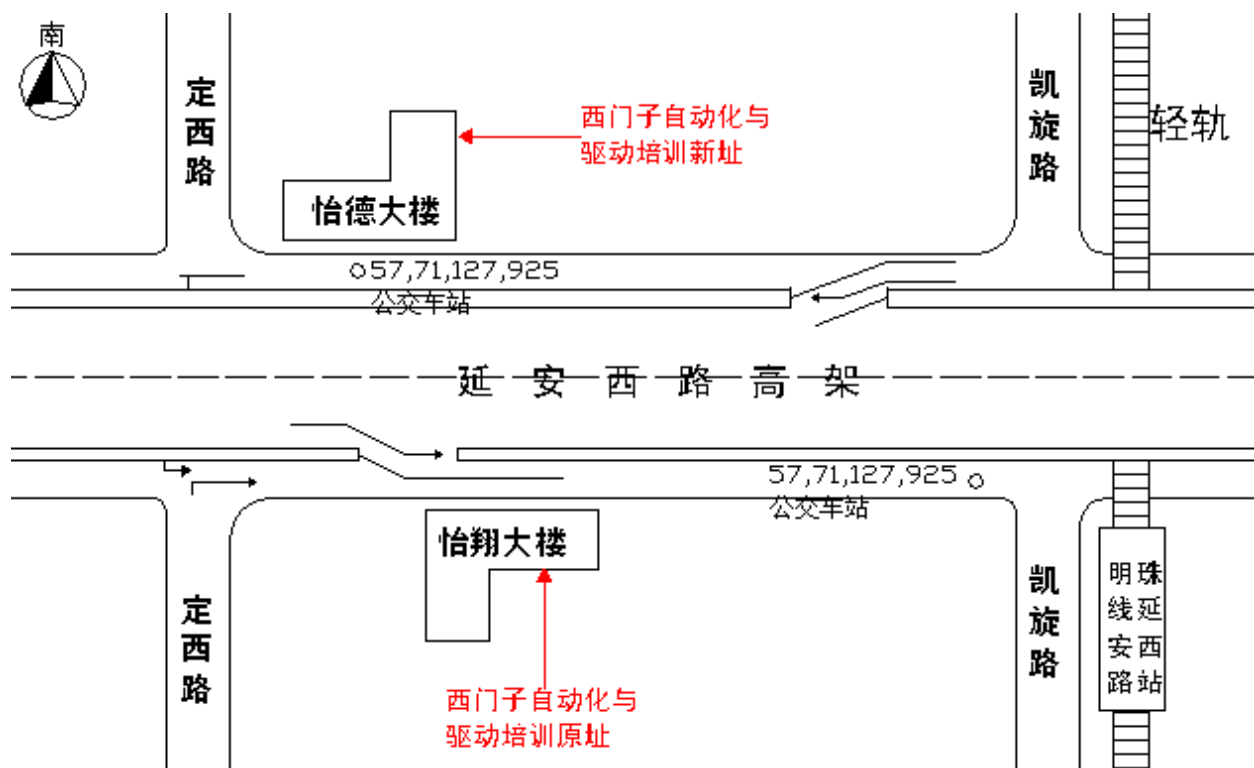 南
定西路
凯旋路
轻轨
西门子自动化与
驱动培训新址
怡德大楼
57,71,127,925
公交车站
延安西路高架
57,71,127,925
公交车站
怡翔大楼
定西路
凯旋路
明珠
线延
安西
路站
西门子自动化与
驱动培训原址